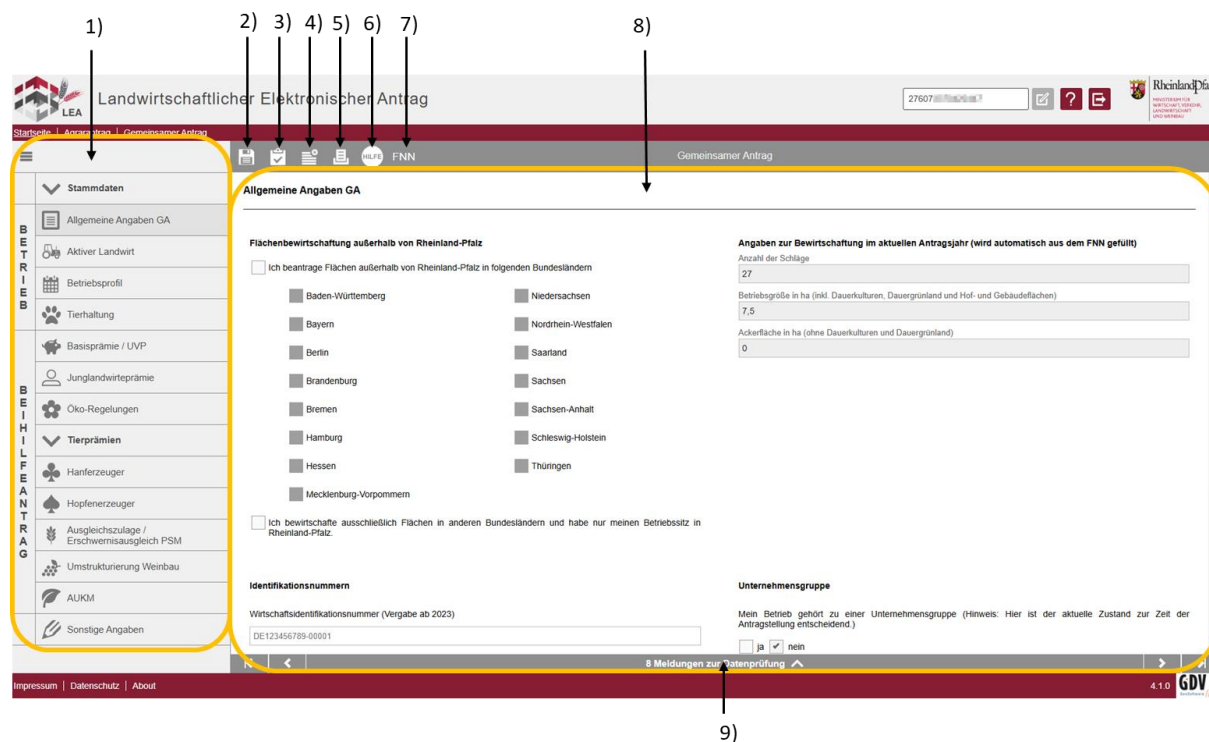 1)
2)
3)
4)
5)
6)
7)
8)
LEA
Landwirtschaftlicher Elektronischer Antrag
27607
?
RheinlandPfa
MINISTERIUM FÜR
WIRTSCHAFT, VERKEHR,
LANDWIRTSCHAFT
UND WEINBAU
Startseite | Agrarantrag | Gemeinsamer Antrag
HILFE
FNN
Gemeinsamer Antrag
BETRIEB
Stammdaten
Allgemeine Angaben GA
Aktiver Landwirt
Betriebsprofil
Tierhaltung
BEIHILFEANTRAG
Basisprämie / UVP
Junglandwirteprämie
Öko-Regelungen
Tierprämien
Hanferzeuger
Hopfenerzeuger
Ausgleichszulage /
Erschwernisausgleich PSM
Umstrukturierung Weinbau
AUKM
Sonstige Angaben
Allgemeine Angaben GA
Flächenbewirtschaftung außerhalb von Rheinland-Pfalz
Ich beantrage Flächen außerhalb von Rheinland-Pfalz in folgenden Bundesländern
Baden-Württemberg
Niedersachsen
Bayern
Nordrhein-Westfalen
Berlin
Saarland
Brandenburg
Sachsen
Bremen
Sachsen-Anhalt
Hamburg
Schleswig-Holstein
Hessen
Thüringen
Mecklenburg-Vorpommern
Ich bewirtschafte ausschließlich Flächen in anderen Bundesländern und habe nur meinen Betriebssitz in
Rheinland-Pfalz.
Angaben zur Bewirtschaftung im aktuellen Antragsjahr (wird automatisch aus dem FNN gefüllt)
Anzahl der Schläge
27
Betriebsgröße in ha (inkl. Dauerkulturen, Dauergrünland und Hof- und Gebäudeflächen)
7,5
Ackerfläche in ha (ohne Dauerkulturen und Dauergrünland)
0
Identifikationsnummern
Wirtschaftsidentifikationsnummer (Vergabe ab 2023)
DE123456789-00001
Unternehmensgruppe
Mein Betrieb gehört zu einer Unternehmensgruppe (Hinweis: Hier ist der aktuelle Zustand zur Zeit der
Antragstellung entscheidend.)
ja
nein
8 Meldungen zur Datenprüfung
Impressum | Datenschutz | About
4.1.0
GDV
9)